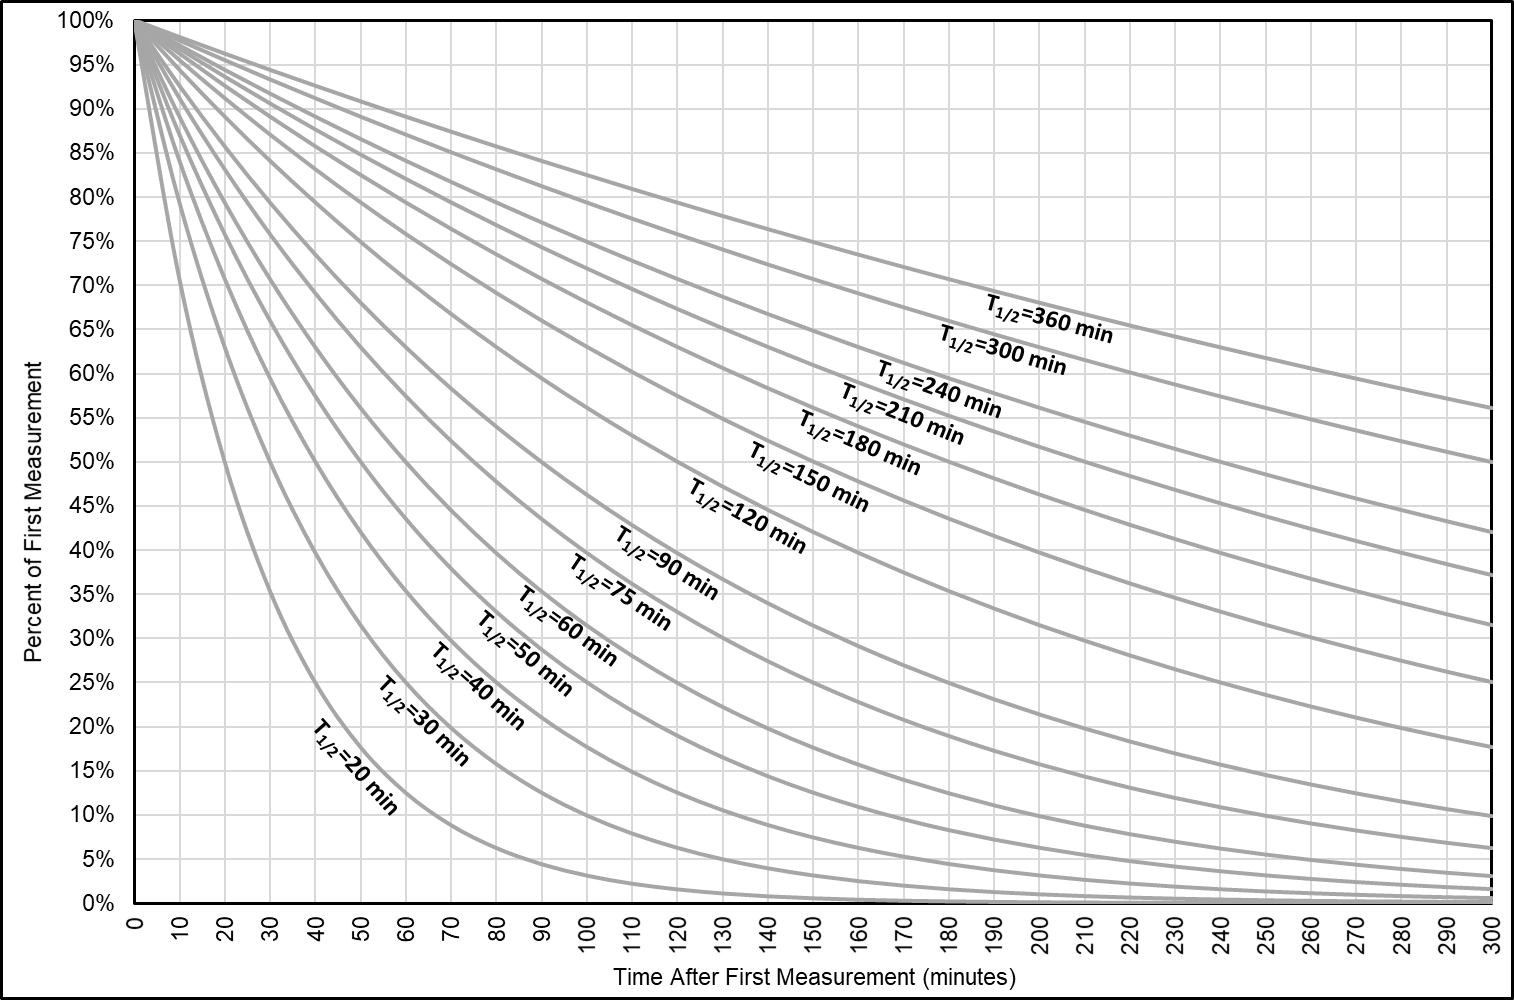 100%
95%
90%
85%
80%
75%
70%
65%
60%
55%
50%
45%
40%
35%
30%
25%
20%
15%
10%
5%
0%
Percent of First Measurement
T1/2=360 min
T1/2=300 min
T1/2=240 min
T1/2=210 min
T1/2=180 min
T1/2=150 min
T1/2=120 min
T1/2=90 min
T1/2=75 min
T1/2=60 min
T1/2=50 min
T1/2=40 min
T1/2=30 min
T1/2=20 min
0 10 20 30 40 50 60 70 80 90 100 110 120 130 140 150 160 170 180 190 200 210 220 230 240 250 260 270 280 290 300
Time After First Measurement (minutes)